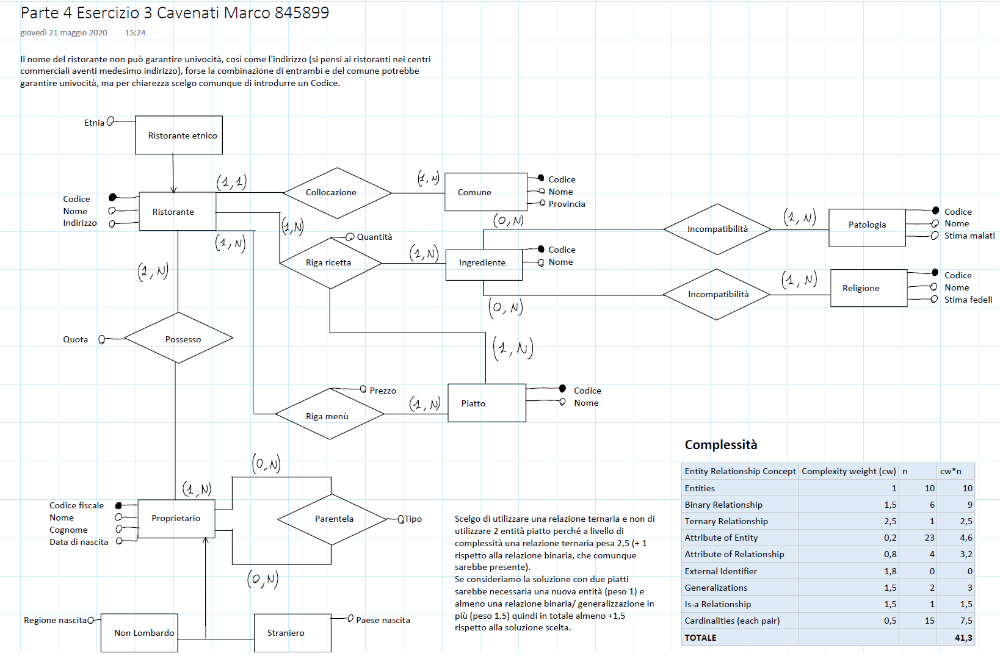 Parte 4 Esercizio 3 Cavenati Marco 845899
giovedì 21 maggio 2020 15:24
Il nome del ristorante non può garantire univocità, così come l'indirizzo (si pensi ai ristoranti nei centri
commerciali aventi medesimo indirizzo), forse la combinazione di entrambi e del comune potrebbe
garantire univocità, ma per chiarezza scelgo comunque di introdurre un Codice.
Etnia
Ristorante etnico
(1,1)
Collocazione
(1,N)
Comune
Codice
Nome
Provincia
Codice
Nome
Indirizzo
Ristorante
(1,N)
(1,N)
(1,N)
Quantità
Riga ricetta
(1,N)
(0,N)
Ingrediente
Codice
Nome
(0,N)
Incompatibilità
(1,N)
Patologia
Codice
Nome
Stima malati
Incompatibilità
(1,N)
Religione
Codice
Nome
Stima fedeli
Quota
Possesso
(1,N)
Prezzo
Riga menù
(1,N)
Piatto
Codice
Nome
(0,N)
(1,N)
Codice fiscale
Nome
Cognome
Data di nascita
Proprietario
Parentela
Tipo
(0,N)
Regione nascita
Non Lombardo
Straniero
Paese nascita
Scelgo di utilizzare una relazione ternaria e non di
utilizzare 2 entità piatto perché a livello di
complessità una relazione ternaria pesa 2,5 (+ 1
rispetto alla relazione binaria, che comunque
sarebbe presente).
Se consideriamo la soluzione con due piatti
sarebbe necessaria una nuova entità (peso 1) e
almeno una relazione binaria/ generalizzazione in
più (peso 1,5) quindi in totale almeno +1,5
rispetto alla soluzione scelta.
Complessità
Entity Relationship Concept Complexity weight (cw) n cw*n
Entities 1 10 10
Binary Relationship 1,5 6 9
Ternary Relationship 2,5 1 2,5
Attribute of Entity 0,2 23 4,6
Attribute of Relationship 0,8 4 3,2
External Identifier 1,8 0 0
Generalizations 1,5 2 3
Is-a Relationship 1,5 1 1,5
Cardinalities (each pair) 0,5 15 7,5
TOTALE 41,3